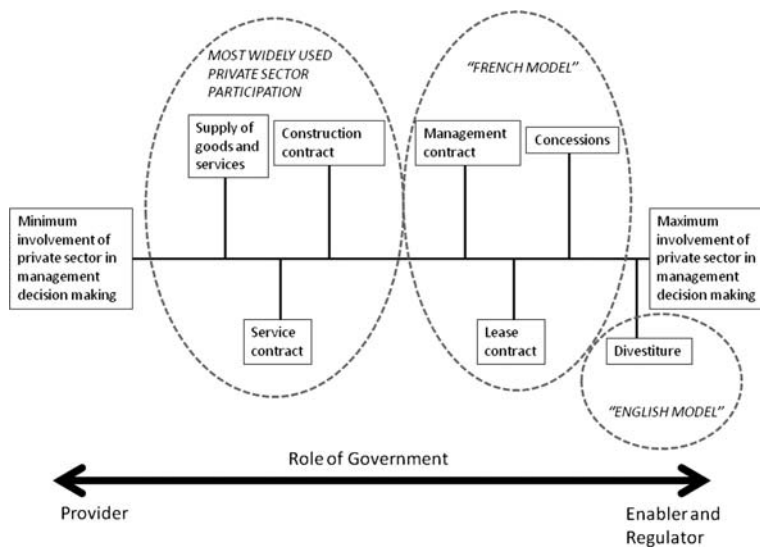 MOST WIDELY USED
PRIVATE SECTOR
PARTICIPATION
"FRENCH MODEL"
Supply of
goods and
services
Construction
contract
Management
contract
Concessions
Minimum
involvement of
private sector in
management
decision making
Maximum
involvement of
private sector in
management
decision making
Service
contract
Lease
contract
Divestiture
"ENGLISH MODEL"
Role of Government
Provider
Enabler and
Regulator